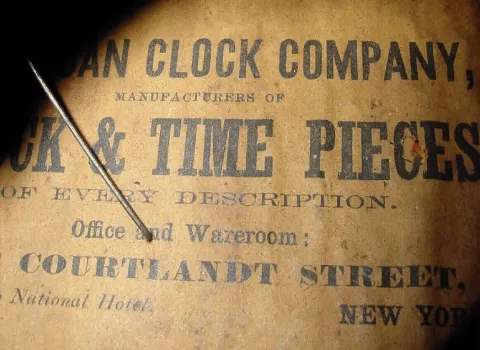 CAN CLOCK COMPANY,
MANUFACTURERS OF
CK & TIME PIECES
OF EVERY DESCRIPTION.
Office and Wareroom;
COURTLANDT STREET,
National Hotel.
NEW YOR